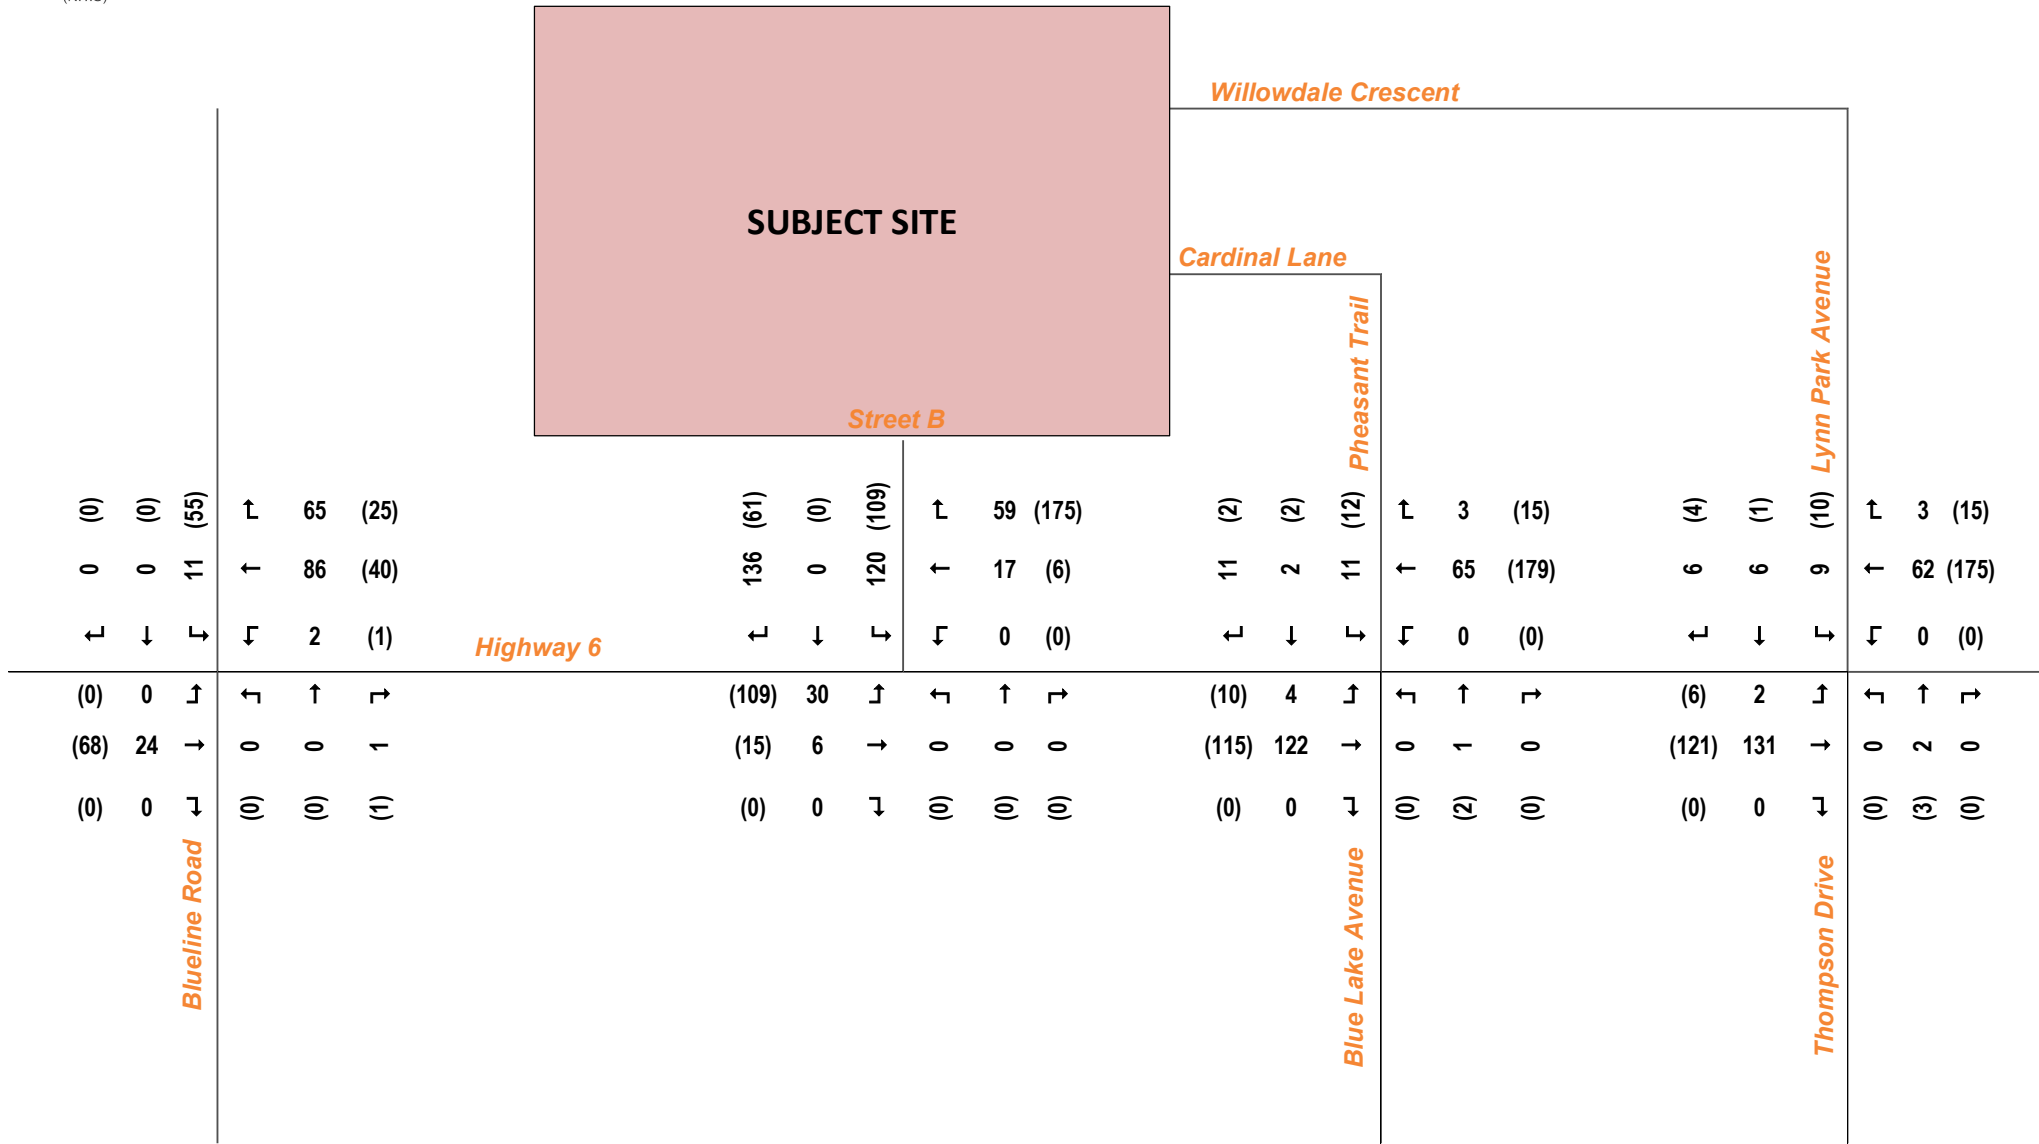 Willowdale Crescent
SUBJECT SITE
Cardinal Lane
Pheasant Trail
Lynn Park Avenue
Street B
(0) (0) (55) 65 (25)
0 0 11 86 (40)
2 (1)
(61) (0) (109) 59 (175)
136 0 120 17 (6)
0 (0)
(2) (2) (12) 3 (15)
11 2 11 65 (179)
0 (0)
(4) (1) (10) 3 (15)
6 6 9 62 (175)
0 (0)
Highway 6
(0) 0
(68) 24 0 0 1
(0) 0 (0) (0) (1)
(109) 30
(15) 6 0 0 0
(0) 0 (0) (0) (0)
(10) 4
(115) 122 0 1 0
(0) 0 (0) (2) (0)
(6) 2
(121) 131 0 2 0
(0) 0 (0) (3) (0)
Blueline Road
Blue Lake Avenue
Thompson Drive